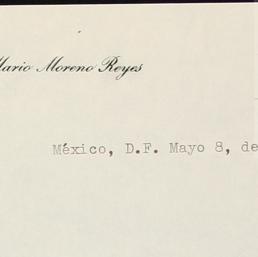 Mario Moreno Reyes
México, D.F. Mayo 8, de